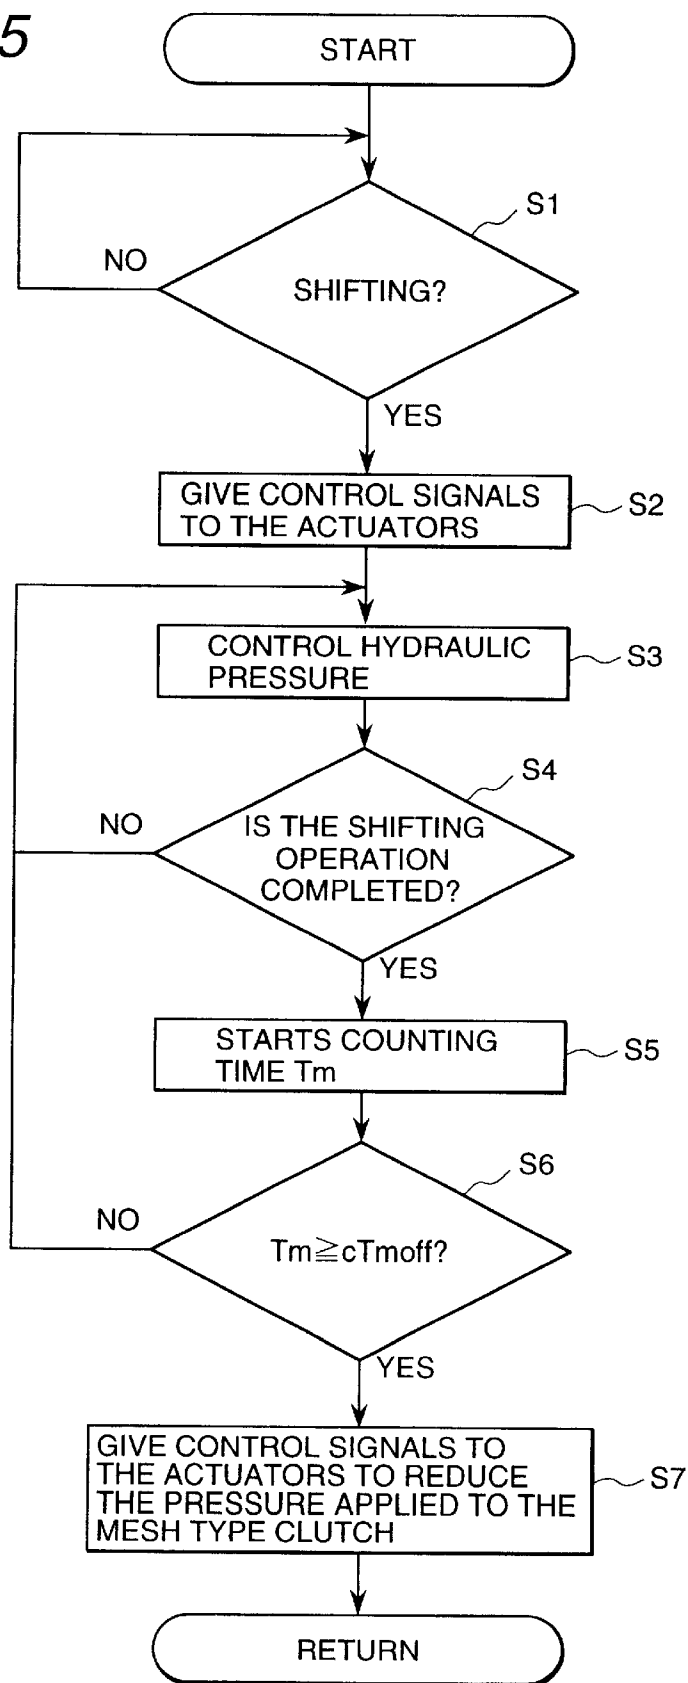 5
START
S1
NO
SHIFTING?
YES
GIVE CONTROL SIGNALS
TO THE ACTUATORS
S2
CONTROL HYDRAULIC
PRESSURE
S3
S4
NO
IS THE SHIFTING
OPERATION
COMPLETED?
YES
STARTS COUNTING
TIME Tm
S5
S6
NO
Tm≧cTmoff?
YES
GIVE CONTROL SIGNALS TO
THE ACTUATORS TO REDUCE
THE PRESSURE APPLIED TO THE
MESH TYPE CLUTCH
S7
RETURN